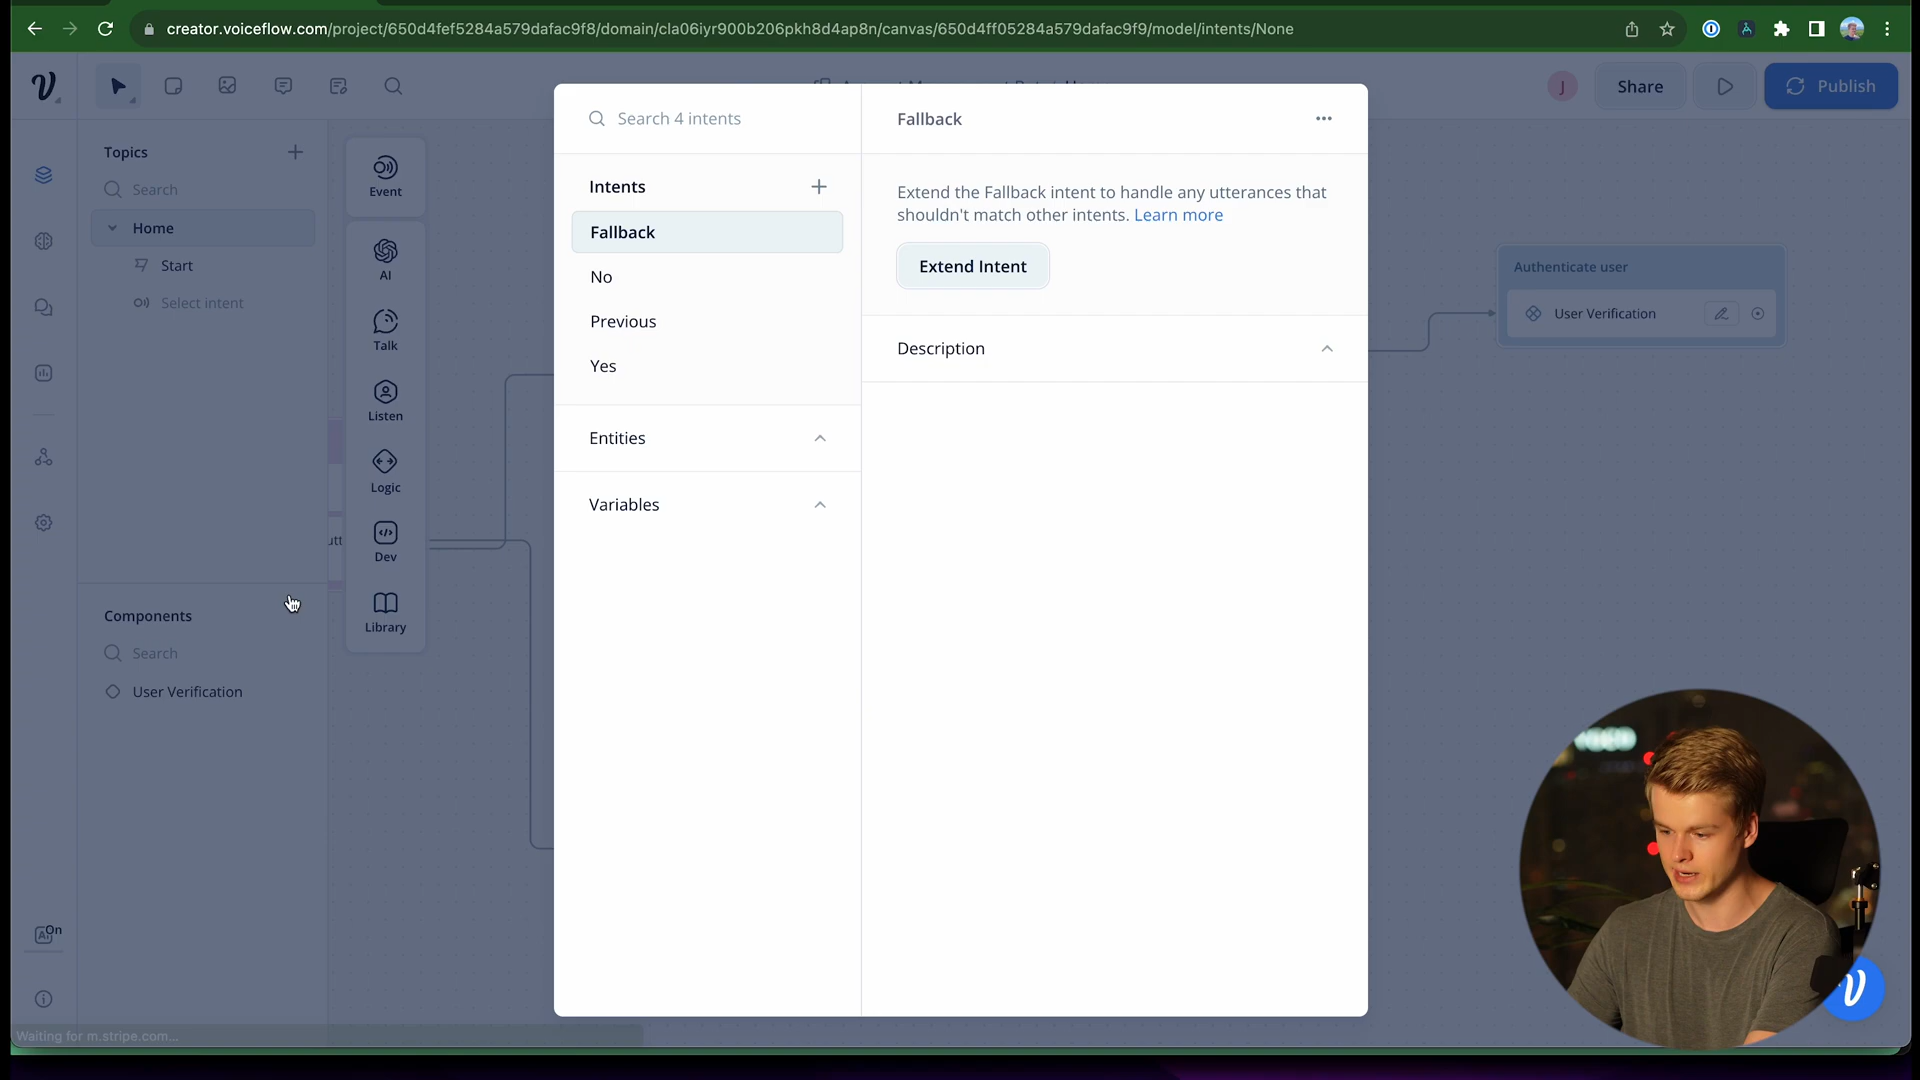 creator.voiceflow.com/project/650d4fef5284a579dafac9f8/domain/cla06iyr900b206pkh8d4ap8n/canvas/650d4ff05284a579dafac9f9/model/intents/None
J
Share
Publish
Topics
Search
Home
Start
Select intent
Components
Search
User Verification
Event
AI
Talk
Listen
Logic
Dev
Library
On
Search 4 intents
Intents
Fallback
No
Previous
Yes
Entities
Variables
Fallback
Extend the Fallback intent to handle any utterances that
shouldn't match other intents. Learn more
Extend Intent
Description
Authenticate user
User Verification
Waiting for m.stripe.com...